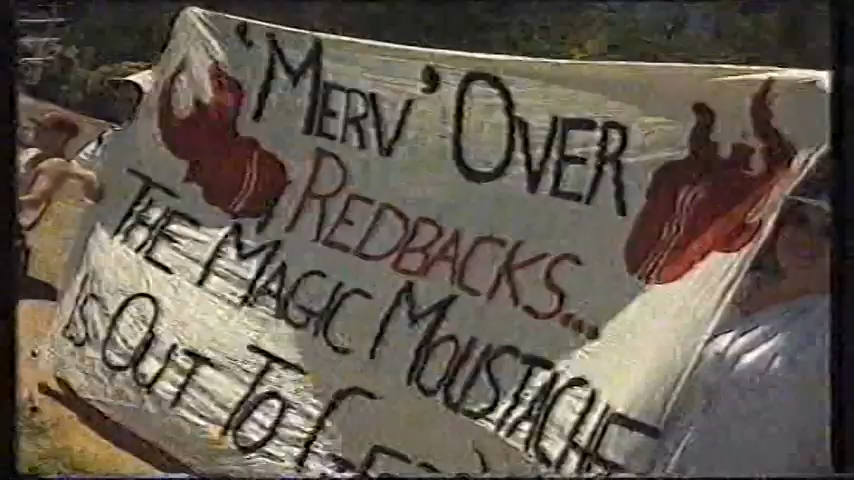 'MERV' OVER
REDBACKS...
THE MAGIC MOUSTACHE
IS OUT TO